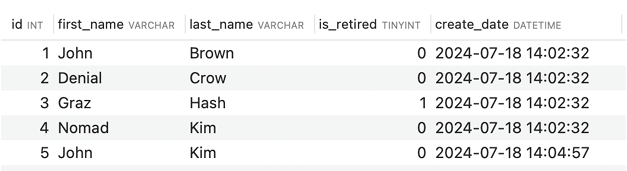 id INT first_name VARCHAR last_name VARCHAR is_retired TINYINT create_date DATETIME
1 John Brown 0 2024-07-18 14:02:32
2 Denial Crow 0 2024-07-18 14:02:32
3 Graz Hash 1 2024-07-18 14:02:32
4 Nomad Kim 0 2024-07-18 14:02:32
5 John Kim 0 2024-07-18 14:04:57